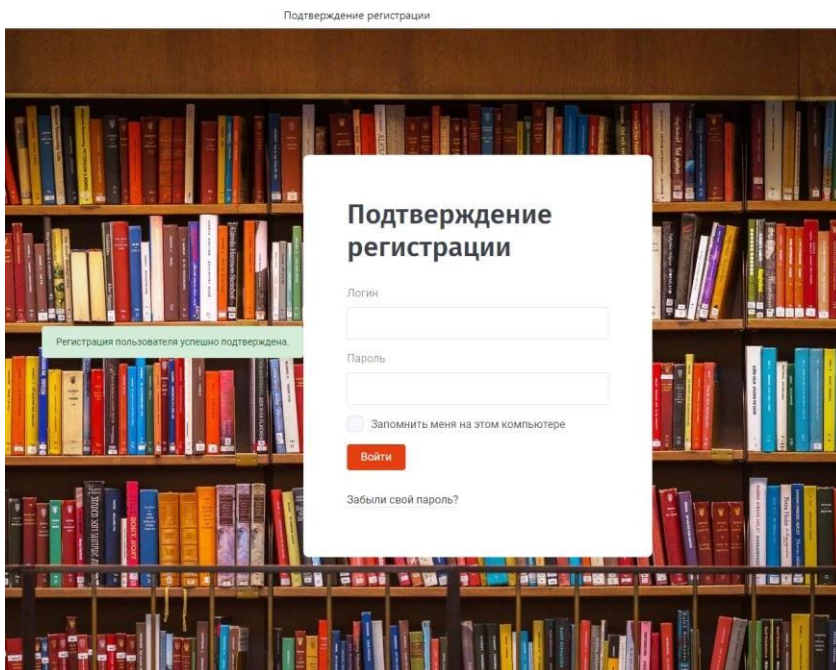 Подтверждение регистрации
Подтверждение
регистрации
Логин
Регистрация пользователя успешно подтверждена.
Пароль
Запомнить меня на этом компьютере
Войти
Забыли свой пароль?